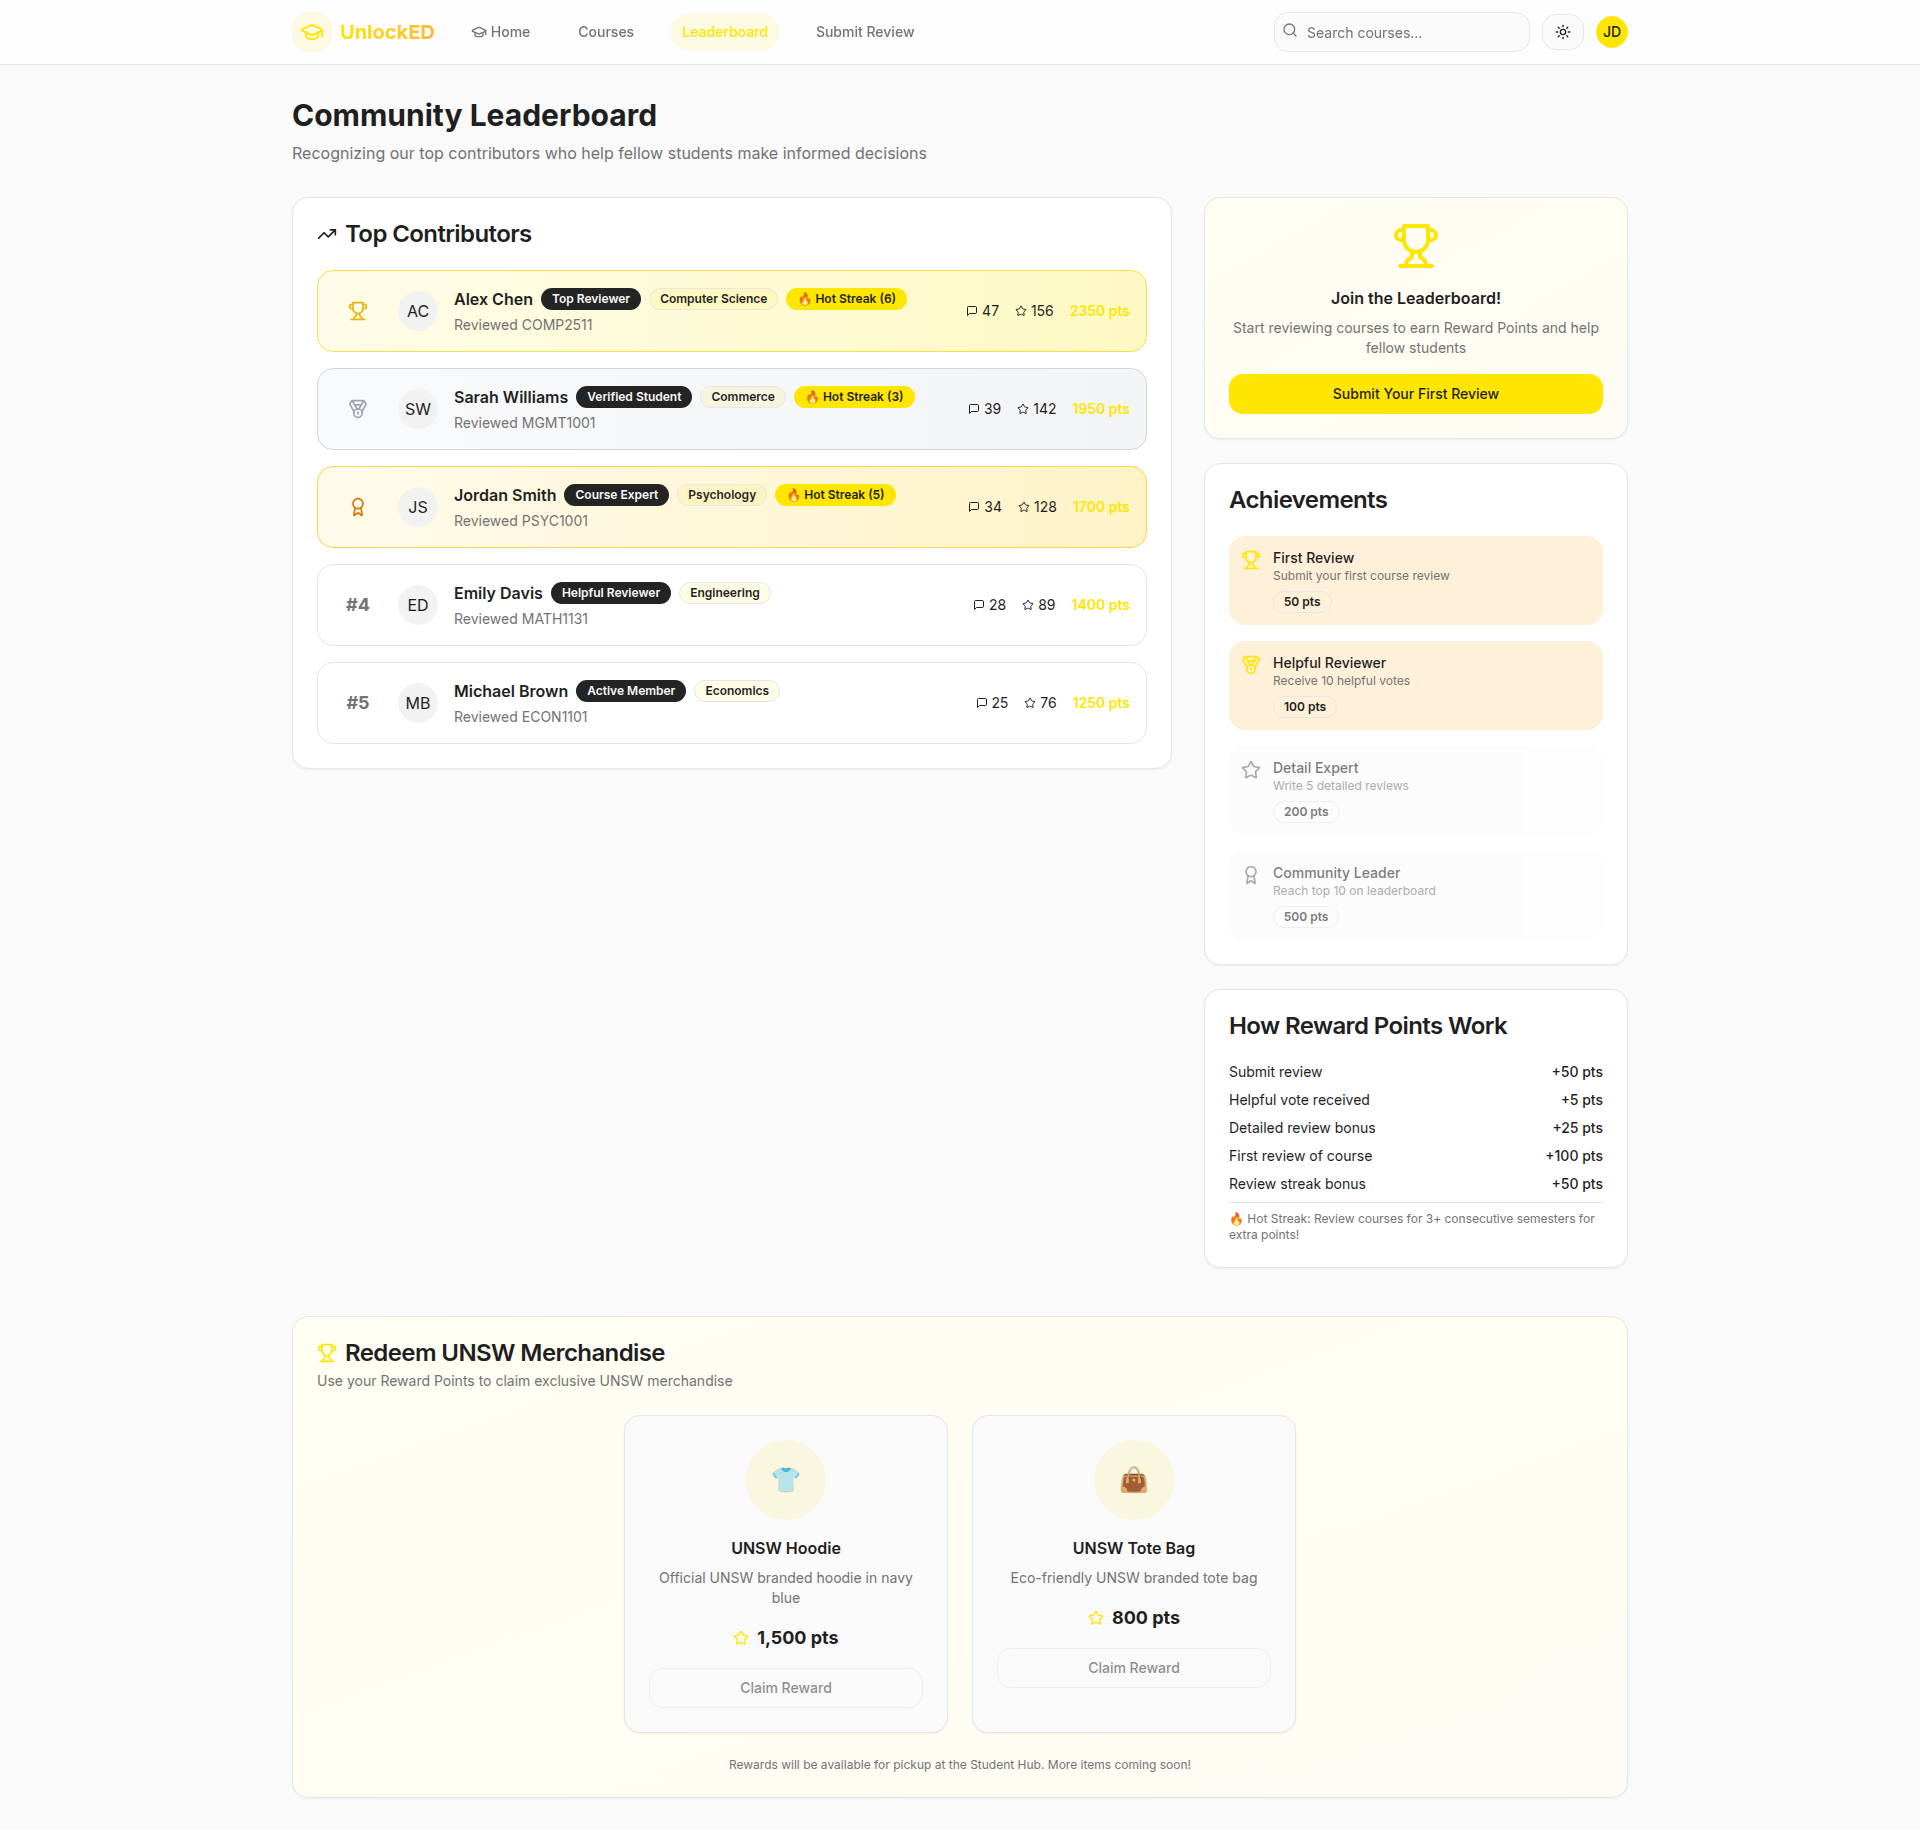 UnlockED
Home
Courses
Leaderboard
Submit Review
Search courses...
JD
Community Leaderboard
Recognizing our top contributors who help fellow students make informed decisions
Top Contributors
AC
Alex Chen Top Reviewer Computer Science 🔥 Hot Streak (6)
Reviewed COMP2511
47 156 2350 pts
SW
Sarah Williams Verified Student Commerce 🔥 Hot Streak (3)
Reviewed MGMT1001
39 142 1950 pts
JS
Jordan Smith Course Expert Psychology 🔥 Hot Streak (5)
Reviewed PSYC1001
34 128 1700 pts
#4
ED
Emily Davis Helpful Reviewer Engineering
Reviewed MATH1131
28 89 1400 pts
#5
MB
Michael Brown Active Member Economics
Reviewed ECON1101
25 76 1250 pts
Join the Leaderboard!
Start reviewing courses to earn Reward Points and help
fellow students
Submit Your First Review
Achievements
First Review
Submit your first course review
50 pts
Helpful Reviewer
Receive 10 helpful votes
100 pts
Detail Expert
Write 5 detailed reviews
200 pts
Community Leader
Reach top 10 on leaderboard
500 pts
How Reward Points Work
Submit review +50 pts
Helpful vote received +5 pts
Detailed review bonus +25 pts
First review of course +100 pts
Review streak bonus +50 pts
🔥 Hot Streak: Review courses for 3+ consecutive semesters for
extra points!
Redeem UNSW Merchandise
Use your Reward Points to claim exclusive UNSW merchandise
UNSW Hoodie
Official UNSW branded hoodie in navy
blue
1,500 pts
Claim Reward
UNSW Tote Bag
Eco-friendly UNSW branded tote bag
800 pts
Claim Reward
Rewards will be available for pickup at the Student Hub. More items coming soon!